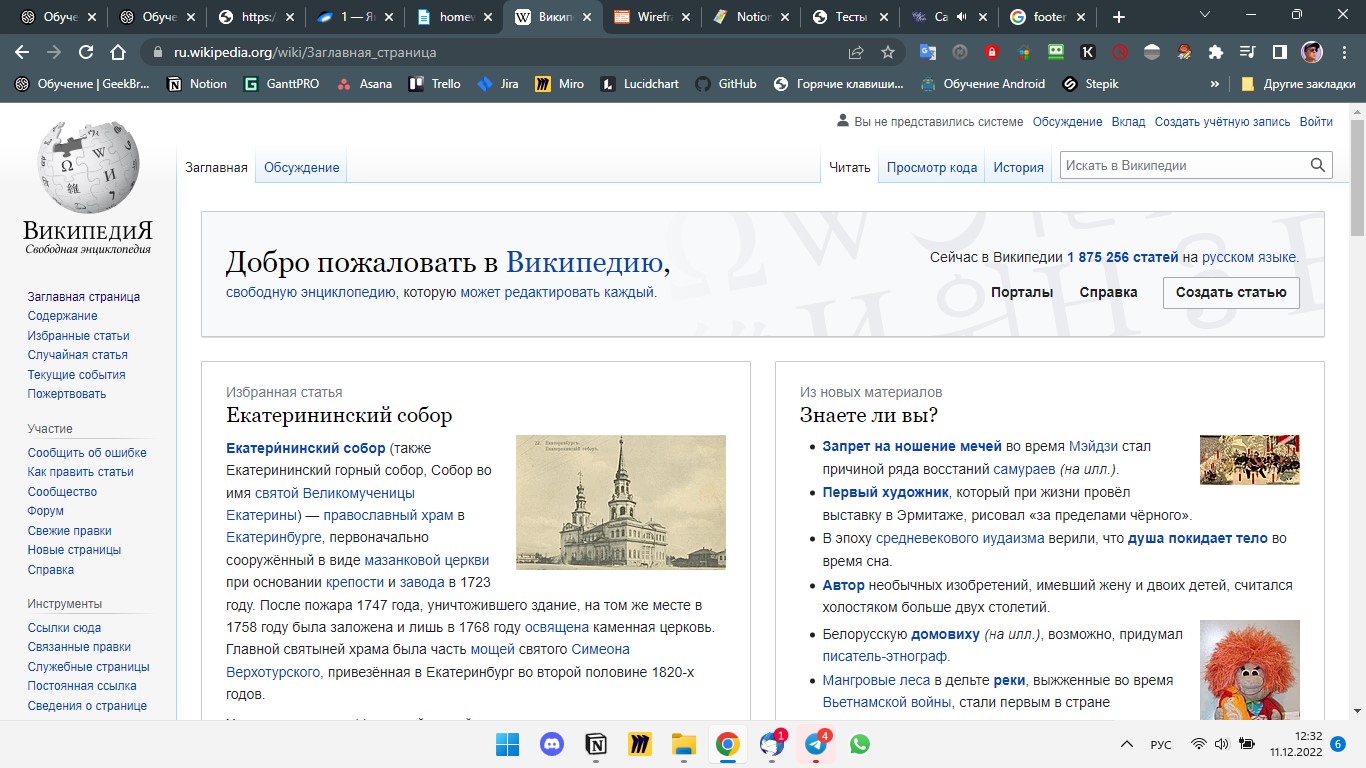 Обуче
Обуче
https:/
1 — Я
homew
Викип
Wirefr
Notion
Тесты
Са
footer
ru.wikipedia.org/wiki/Заглавная_страница
Обучение | GeekBr...
Notion
GanttPRO
Asana
Trello
Jira
Miro
Lucidchart
GitHub
Горячие клавиши...
Обучение Android
Stepik
»
Другие закладки
Вы не представились системе Обсуждение Вклад Создать учётную запись Войти
Заглавная Обсуждение
Читать Просмотр кода История
Искать в Википедии
ВикипедиЯ
Свободная энциклопедия
Заглавная страница
Содержание
Избранные статьи
Случайная статья
Текущие события
Пожертвовать
Участие
Сообщить об ошибке
Как править статьи
Сообщество
Форум
Свежие правки
Новые страницы
Справка
Инструменты
Ссылки сюда
Связанные правки
Служебные страницы
Постоянная ссылка
Сведения о странице
Добро пожаловать в Википедию,
свободную энциклопедию, которую может редактировать каждый.
Сейчас в Википедии 1 875 256 статей на русском языке.
Порталы Справка Создать статью
Избранная статья
Екатерининский собор
Екатери́нинский собор (также
Екатерининский горный собор, Собор во
имя святой Великомученицы
Екатерины) — православный храм в
Екатеринбурге, первоначально
сооружённый в виде мазанковой церкви
при основании крепости и завода в 1723
году. После пожара 1747 года, уничтожившего здание, на том же месте в
1758 году была заложена и лишь в 1768 году освящена каменная церковь.
Главной святыней храма была часть мощей святого Симеона
Верхотурского, привезённая в Екатеринбург во второй половине 1820-х
годов.
Из новых материалов
Знаете ли вы?
Запрет на ношение мечей во время Мэйдзи стал
причиной ряда восстаний самураев (на илл.).
Первый художник, который при жизни провёл
выставку в Эрмитаже, рисовал «за пределами чёрного».
В эпоху средневекового иудаизма верили, что душа покидает тело во
время сна.
Автор необычных изобретений, имевший жену и двоих детей, считался
холостяком больше двух столетий.
Белорусскую домовиху (на илл.), возможно, придумал
писатель-этнограф.
Мангровые леса в дельте реки, выжженные во время
Вьетнамской войны, стали первым в стране
1
4
РУС
12:32
11.12.2022
6